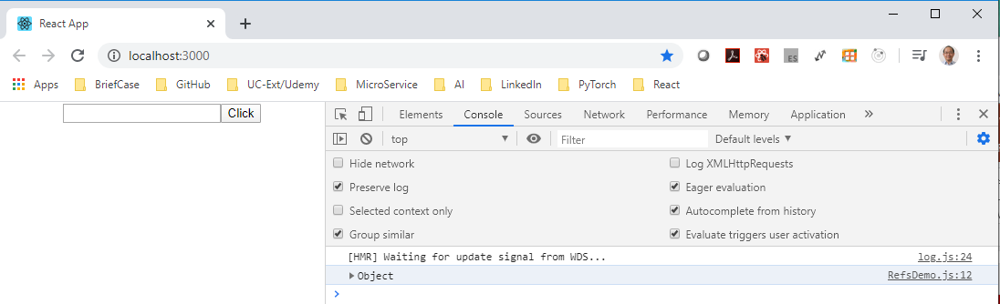 React App
localhost:3000
ES
Apps BriefCase GitHub UC-Ext/Udemy MicroService AI LinkedIn PyTorch React
Click Elements Console Sources Network Performance Memory Application
top Filter Default levels
Hide network Log XMLHttpRequests
Preserve log Eager evaluation
Selected context only Autocomplete from history
Group similar Evaluate triggers user activation
[HMR] Waiting for update signal from WDS... log.js:24
Object RefsDemo.js:12